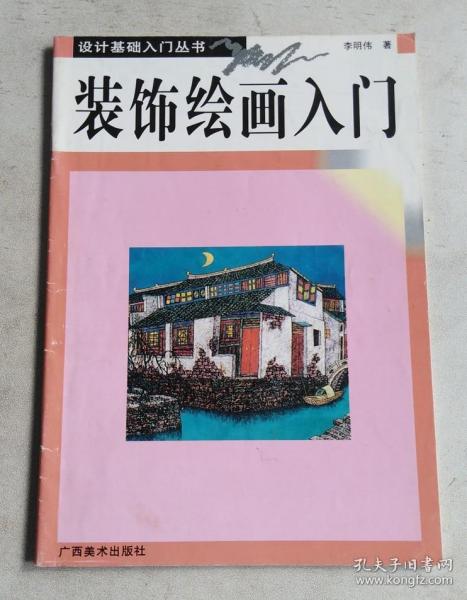 设计基础入门丛书
李明伟 著
装饰绘画入门
广西美术出版社
孔夫子旧书网
www.kongfz.com